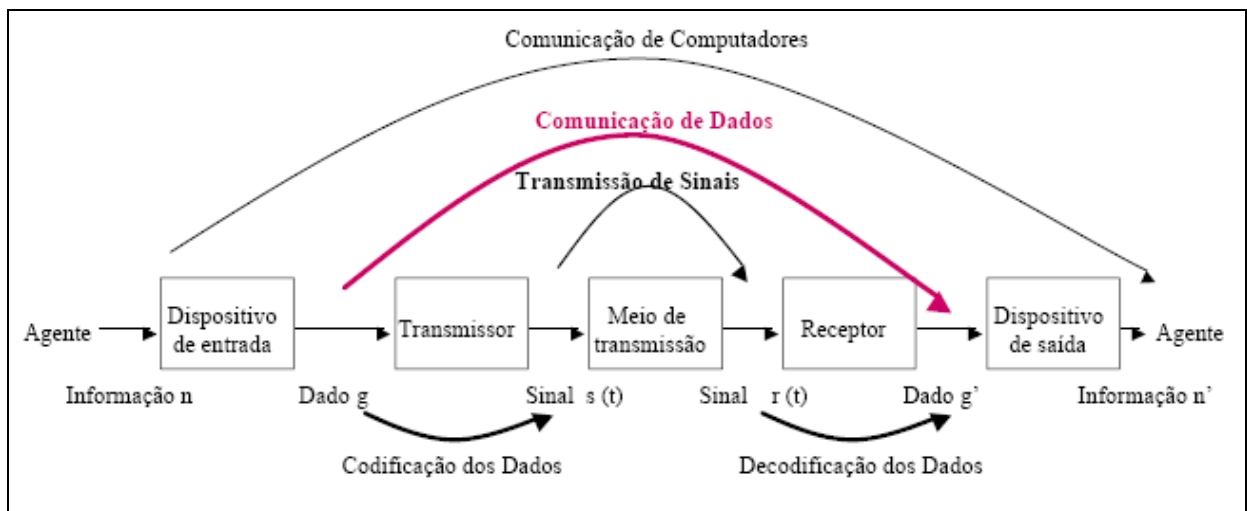 Comunicação de Computadores
Comunicação de Dados
Transmissão de Sinais
Agente
Dispositivo
de entrada
Transmissor
Meio de
transmissão
Receptor
Dispositivo
de saída
Agente
Informação n
Dado g
Sinal s (t)
Sinal r (t)
Dado g’
Informação n’
Codificação dos Dados
Decodificação dos Dados